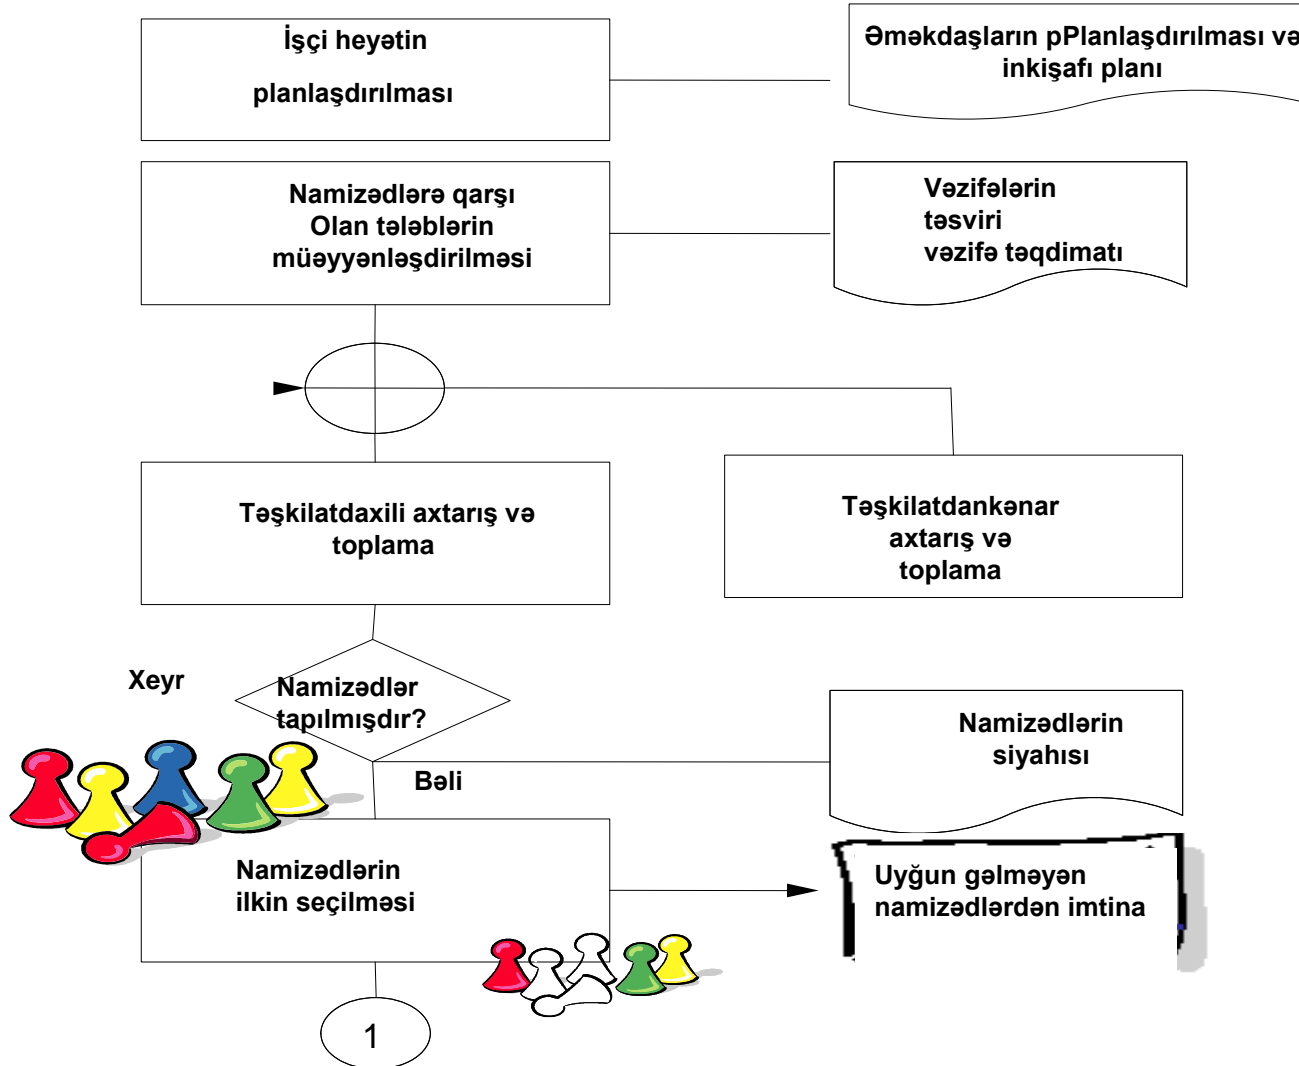 İşçi heyətin
planlaşdırılması
Əməkdaşların pPlanlaşdırılması və
inkişafı planı
Namizədlərə qarşı
Olan tələblərin
müəyyənləşdirilməsi
Vəzifələrin
təsviri
vəzifə təqdimatı
Təşkilatdaxili axtarış və
toplama
Təşkilatdankənar
axtarış və
toplama
Xeyr
Namizədlər
tapılmışdır?
Bəli
Namizədlərin
siyahısı
Namizədlərin
ilkin seçilməsi
Uyğun gəlməyən
namizədlərdən imtina
1